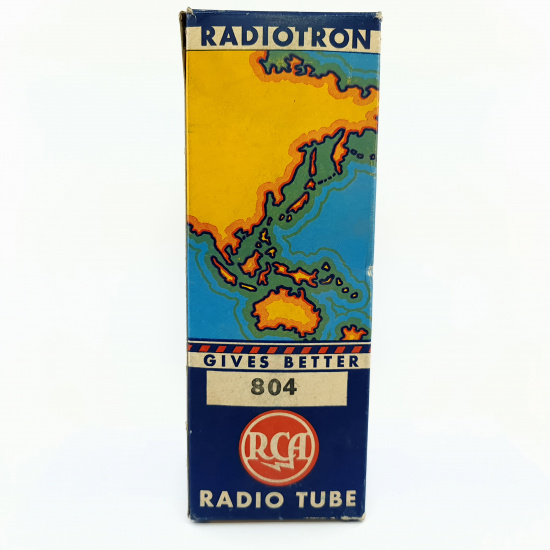 RADIOTRON
GIVES BETTER
804
RCA
RADIO TUBE